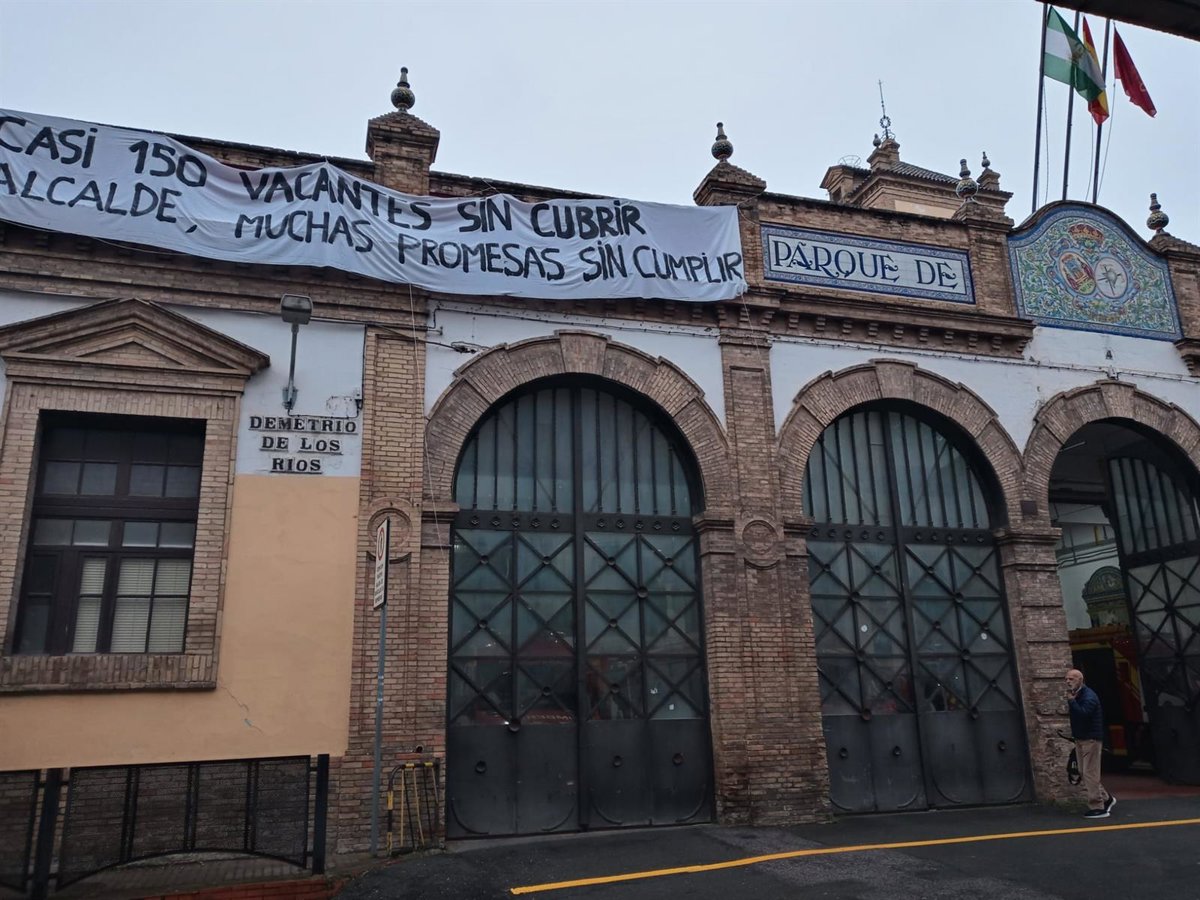 CASi 150 VACANTES SiN CUBRIR
ALCALDE, MUCHAS PROMESAS SiN CUMPLIR
PARQUE DE
DEMETRIO
DE LOS
RIOS